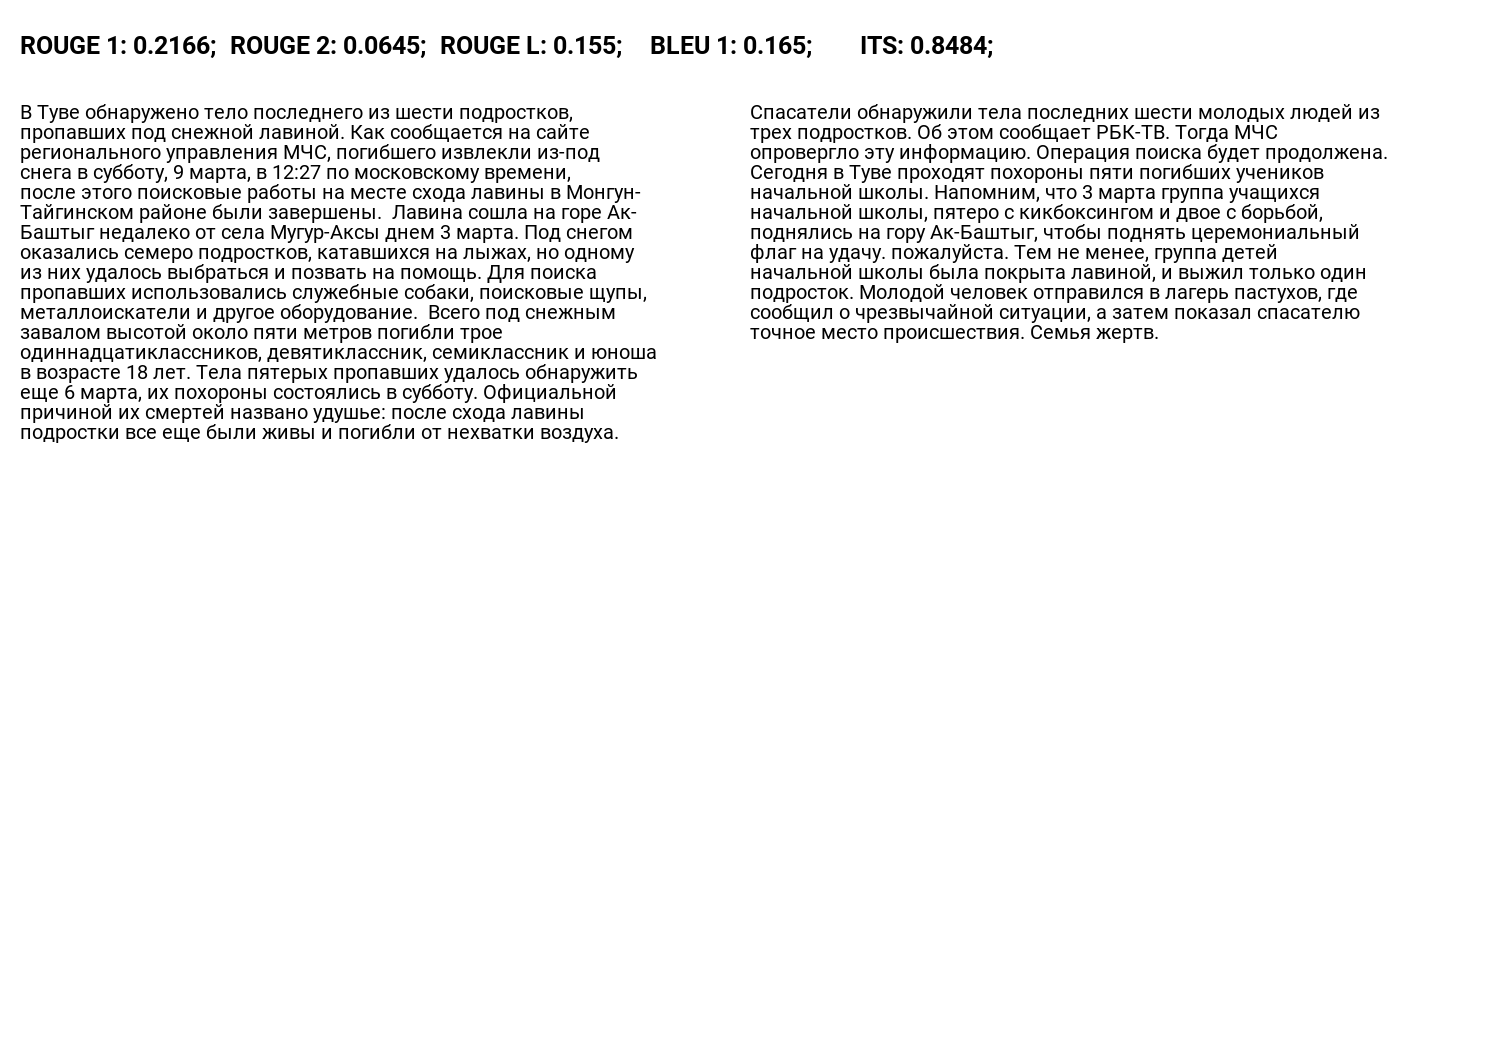 ROUGE 1: 0.2166; ROUGE 2: 0.0645; ROUGE L: 0.155; BLEU 1: 0.165; ITS: 0.8484;
В Туве обнаружено тело последнего из шести подростков,
пропавших под снежной лавиной. Как сообщается на сайте
регионального управления МЧС, погибшего извлекли из-под
снега в субботу, 9 марта, в 12:27 по московскому времени,
после этого поисковые работы на месте схода лавины в Монгун-
Тайгинском районе были завершены.  Лавина сошла на горе Ак-
Баштыг недалеко от села Мугур-Аксы днем 3 марта. Под снегом
оказались семеро подростков, катавшихся на лыжах, но одному
из них удалось выбраться и позвать на помощь. Для поиска
пропавших использовались служебные собаки, поисковые щупы,
металлоискатели и другое оборудование.  Всего под снежным
завалом высотой около пяти метров погибли трое
одиннадцатиклассников, девятиклассник, семиклассник и юноша
в возрасте 18 лет. Тела пятерых пропавших удалось обнаружить
еще 6 марта, их похороны состоялись в субботу. Официальной
причиной их смертей названо удушье: после схода лавины
подростки все еще были живы и погибли от нехватки воздуха.
Спасатели обнаружили тела последних шести молодых людей из
трех подростков. Об этом сообщает РБК-ТВ. Тогда МЧС
опровергло эту информацию. Операция поиска будет продолжена.
Сегодня в Туве проходят похороны пяти погибших учеников
начальной школы. Напомним, что 3 марта группа учащихся
начальной школы, пятеро с кикбоксингом и двое с борьбой,
поднялись на гору Ак-Баштыг, чтобы поднять церемониальный
флаг на удачу. пожалуйста. Тем не менее, группа детей
начальной школы была покрыта лавиной, и выжил только один
подросток. Молодой человек отправился в лагерь пастухов, где
сообщил о чрезвычайной ситуации, а затем показал спасателю
точное место происшествия. Семья жертв.